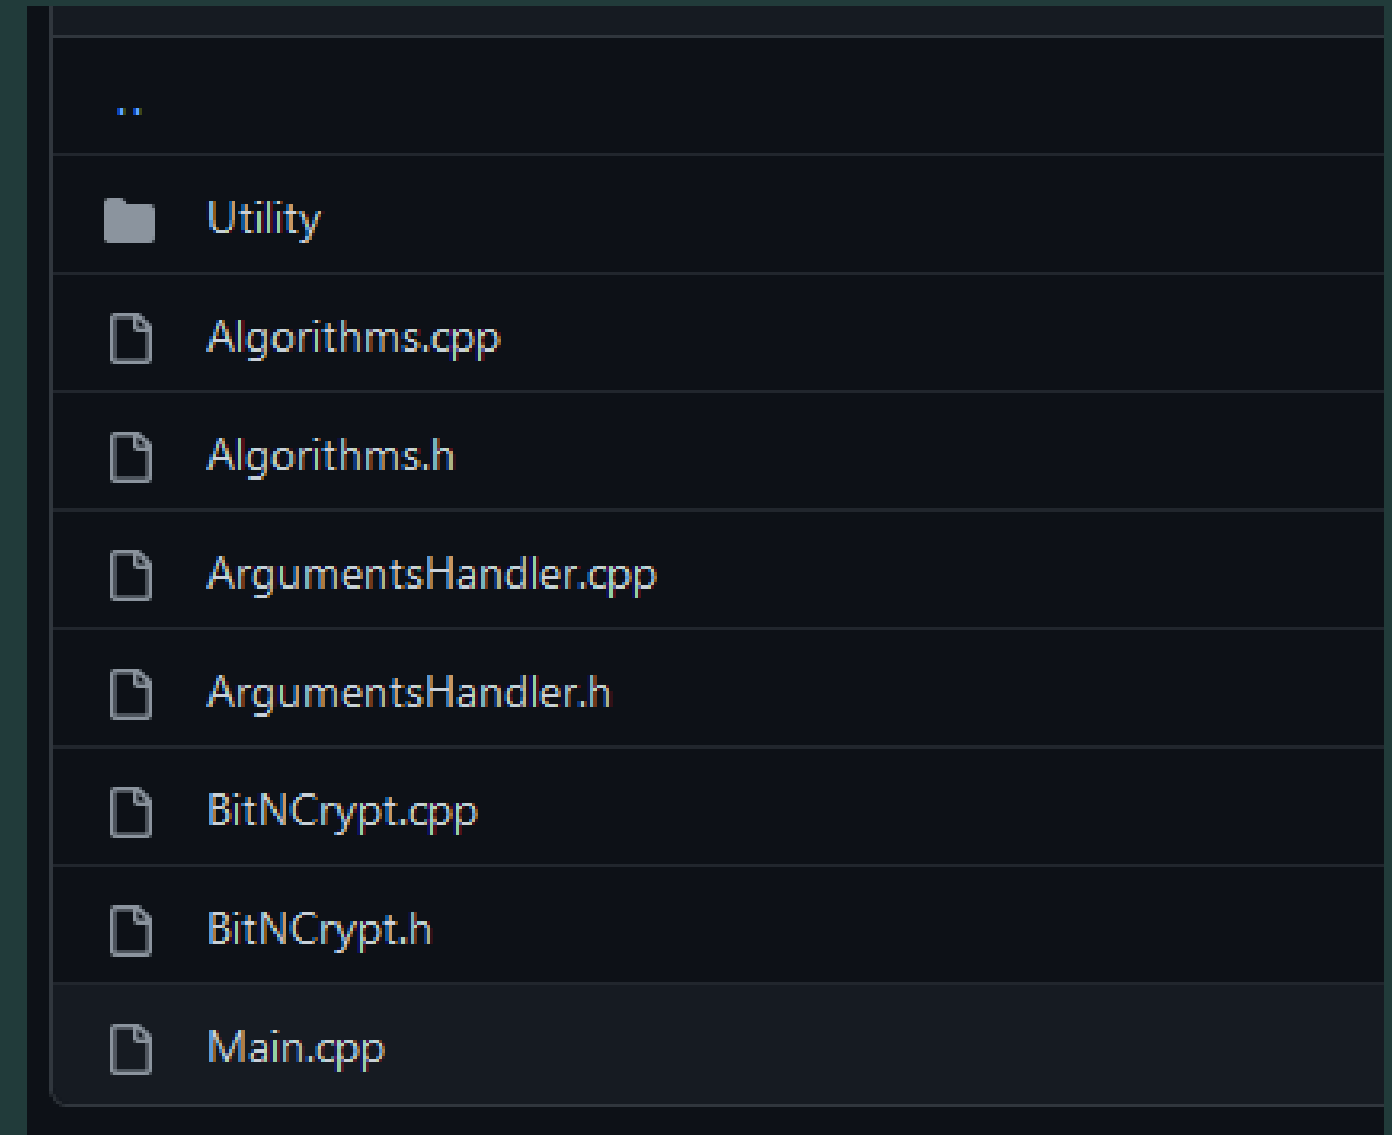 ..
Utility
Algorithms.cpp
Algorithms.h
ArgumentsHandler.cpp
ArgumentsHandler.h
BitNCrypt.cpp
BitNCrypt.h
Main.cpp